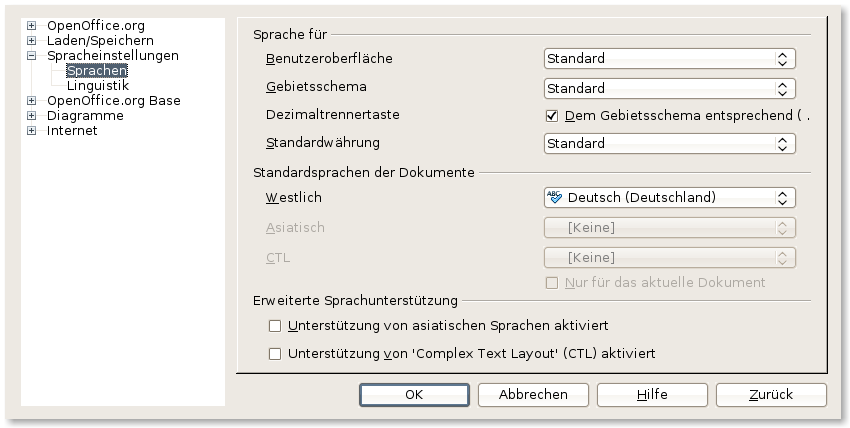 OpenOffice.org
Laden/Speichern
Spracheinstellungen
Sprachen
Linguistik
OpenOffice.org Base
Diagramme
Internet
Sprache für
Benutzeroberfläche Standard
Gebietsschema Standard
Dezimaltrennertaste Dem Gebietsschema entsprechend ( .
Standardwährung Standard
Standardsprachen der Dokumente
Westlich ABC Deutsch (Deutschland)
Asiatisch [Keine]
CTL [Keine]
Nur für das aktuelle Dokument
Erweiterte Sprachunterstützung
Unterstützung von asiatischen Sprachen aktiviert
Unterstützung von 'Complex Text Layout' (CTL) aktiviert
OK Abbrechen Hilfe Zurück